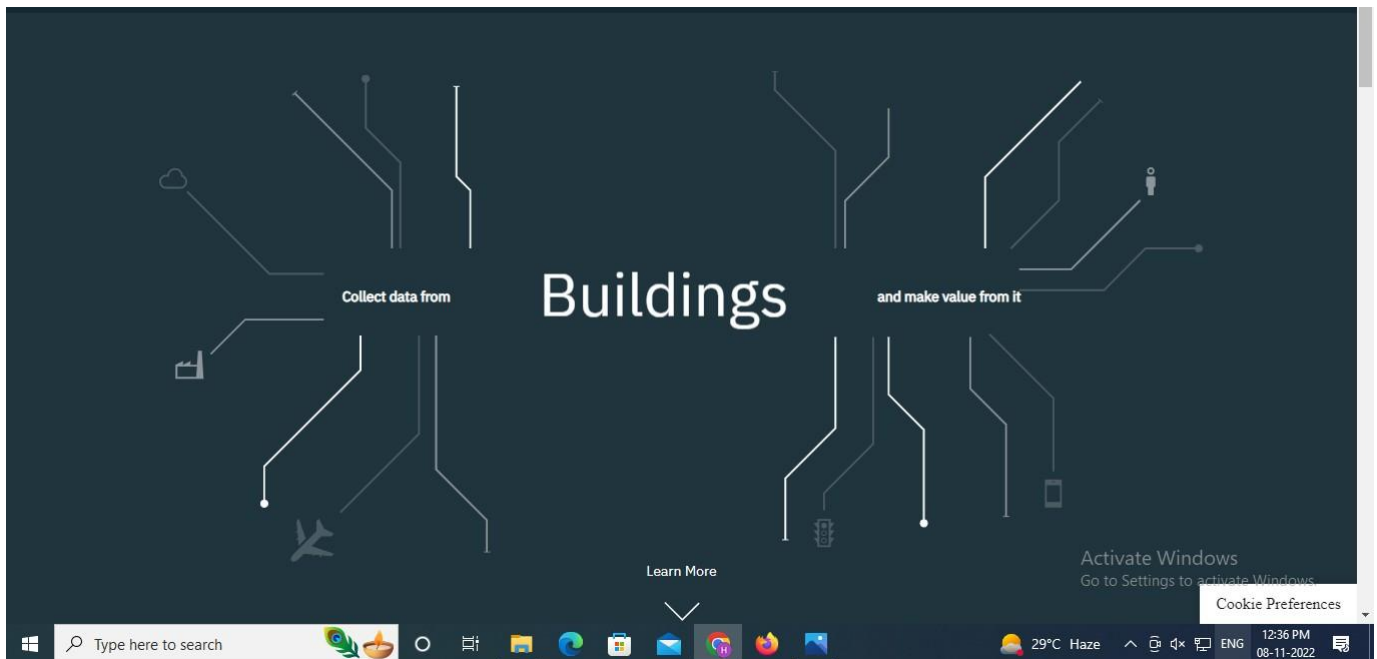 Collect data from Buildings and make value from it
Learn More
Activate Windows
Go to Settings to activate Windows.
Cookie Preferences
Type here to search
H
29°C Haze
ENG
12:36 PM
08-11-2022